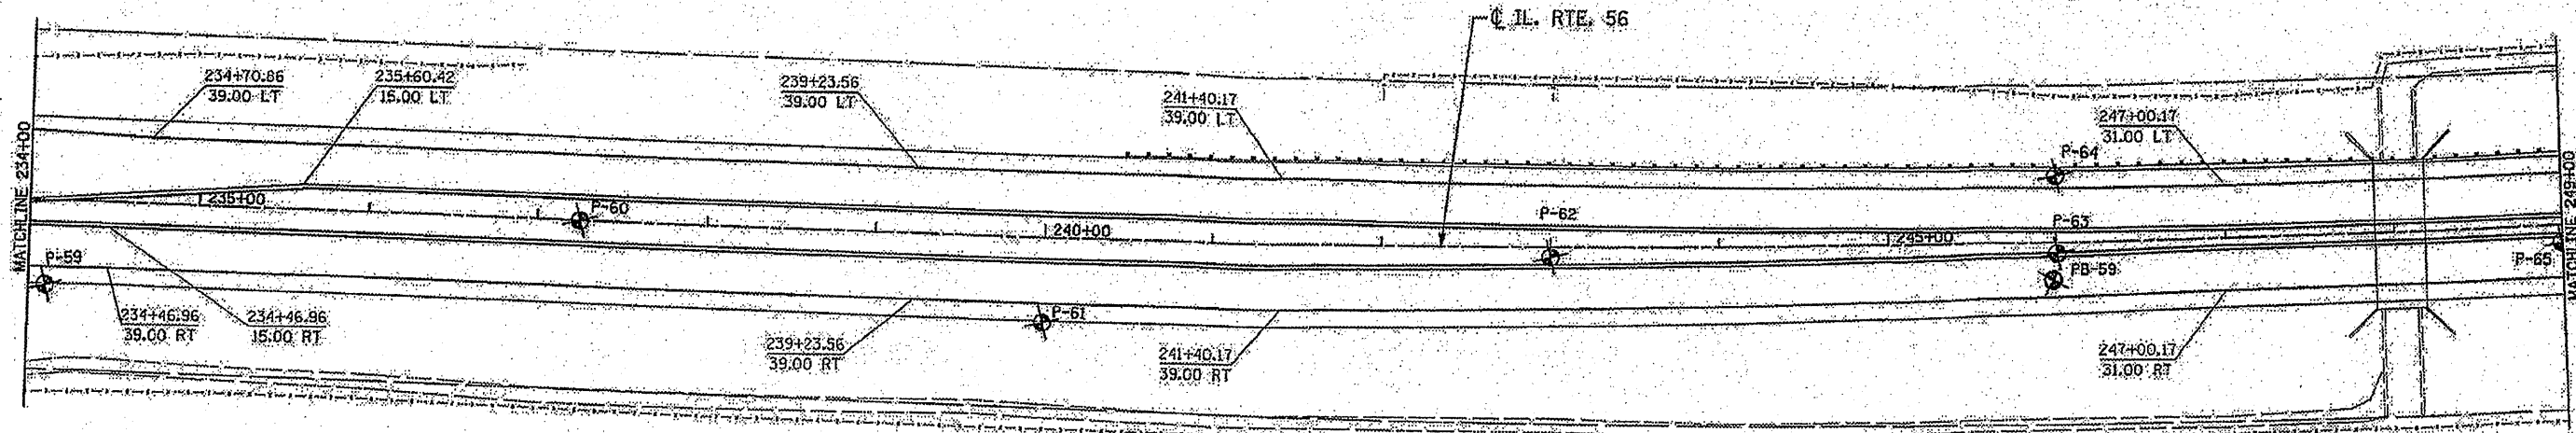 ℄ IL. RTE. 56
234+70.86
39.00 LT
235+60.42
15.00 LT
239+23.56
39.00 LT
241+40.17
39.00 LT
247+00.17
31.00 LT
P-64
MATCHLINE 234+00
235+00
P-60
240+00
P-62
245+00
P-63
P-59
PB-59
P-65
P-61
234+46.96
39.00 RT
234+46.96
15.00 RT
239+23.56
39.00 RT
241+40.17
39.00 RT
247+00.17
31.00 RT
MATCHLINE 249+00